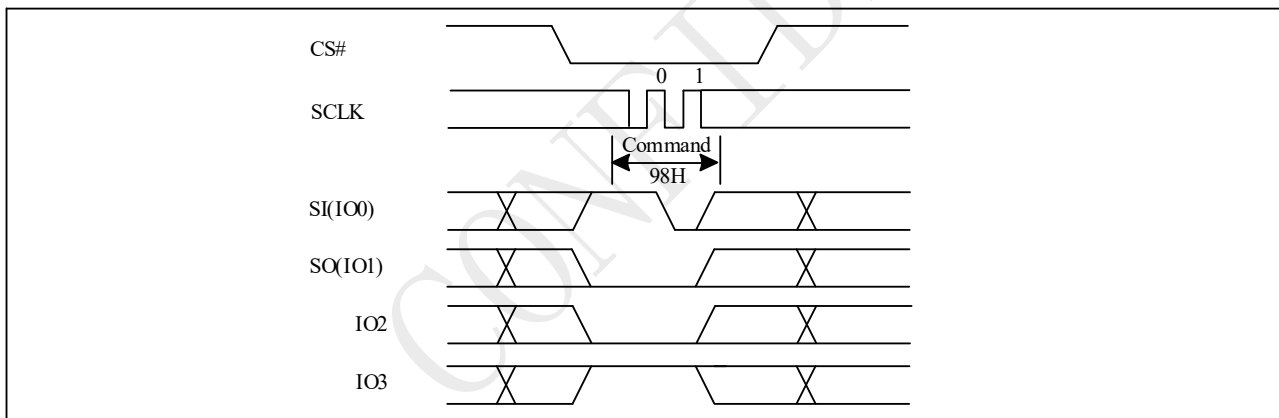 CS#
0 1
SCLK
Command
98H
SI(IO0)
SO(IO1)
IO2
IO3